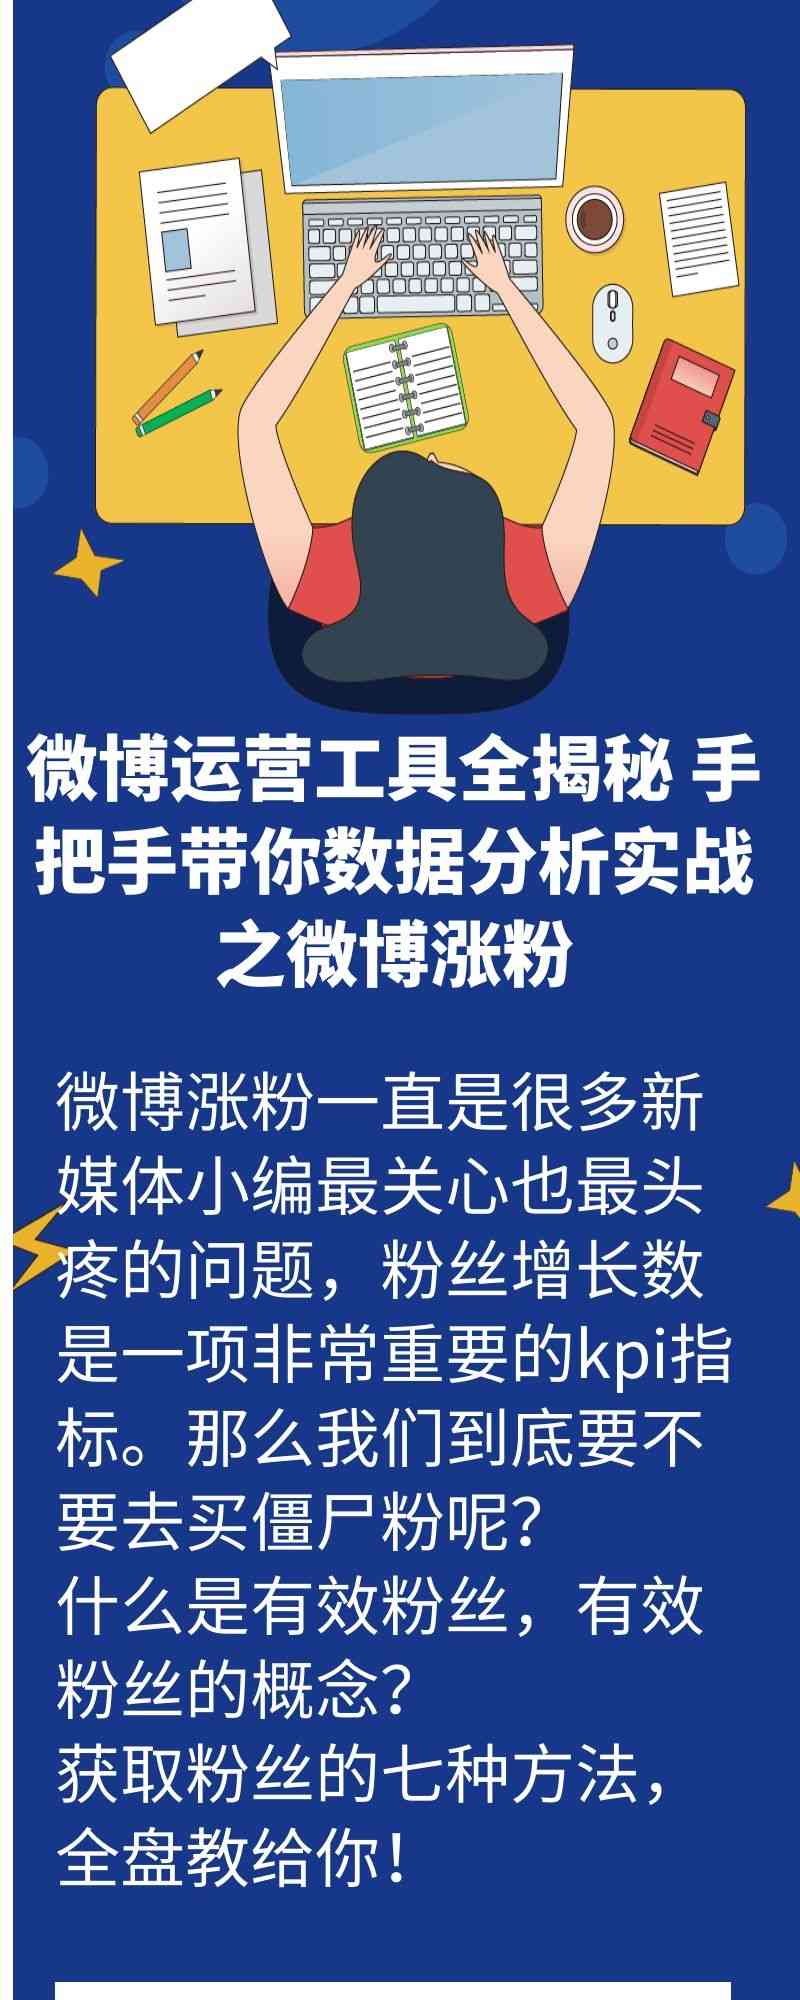 微博运营工具全揭秘 手
把手带你数据分析实战
之微博涨粉
微博涨粉一直是很多新
媒体小编最关心也最头
疼的问题，粉丝增长数
是一项非常重要的kpi指
标。那么我们到底要不
要去买僵尸粉呢？
什么是有效粉丝，有效
粉丝的概念？
获取粉丝的七种方法，
全盘教给你！